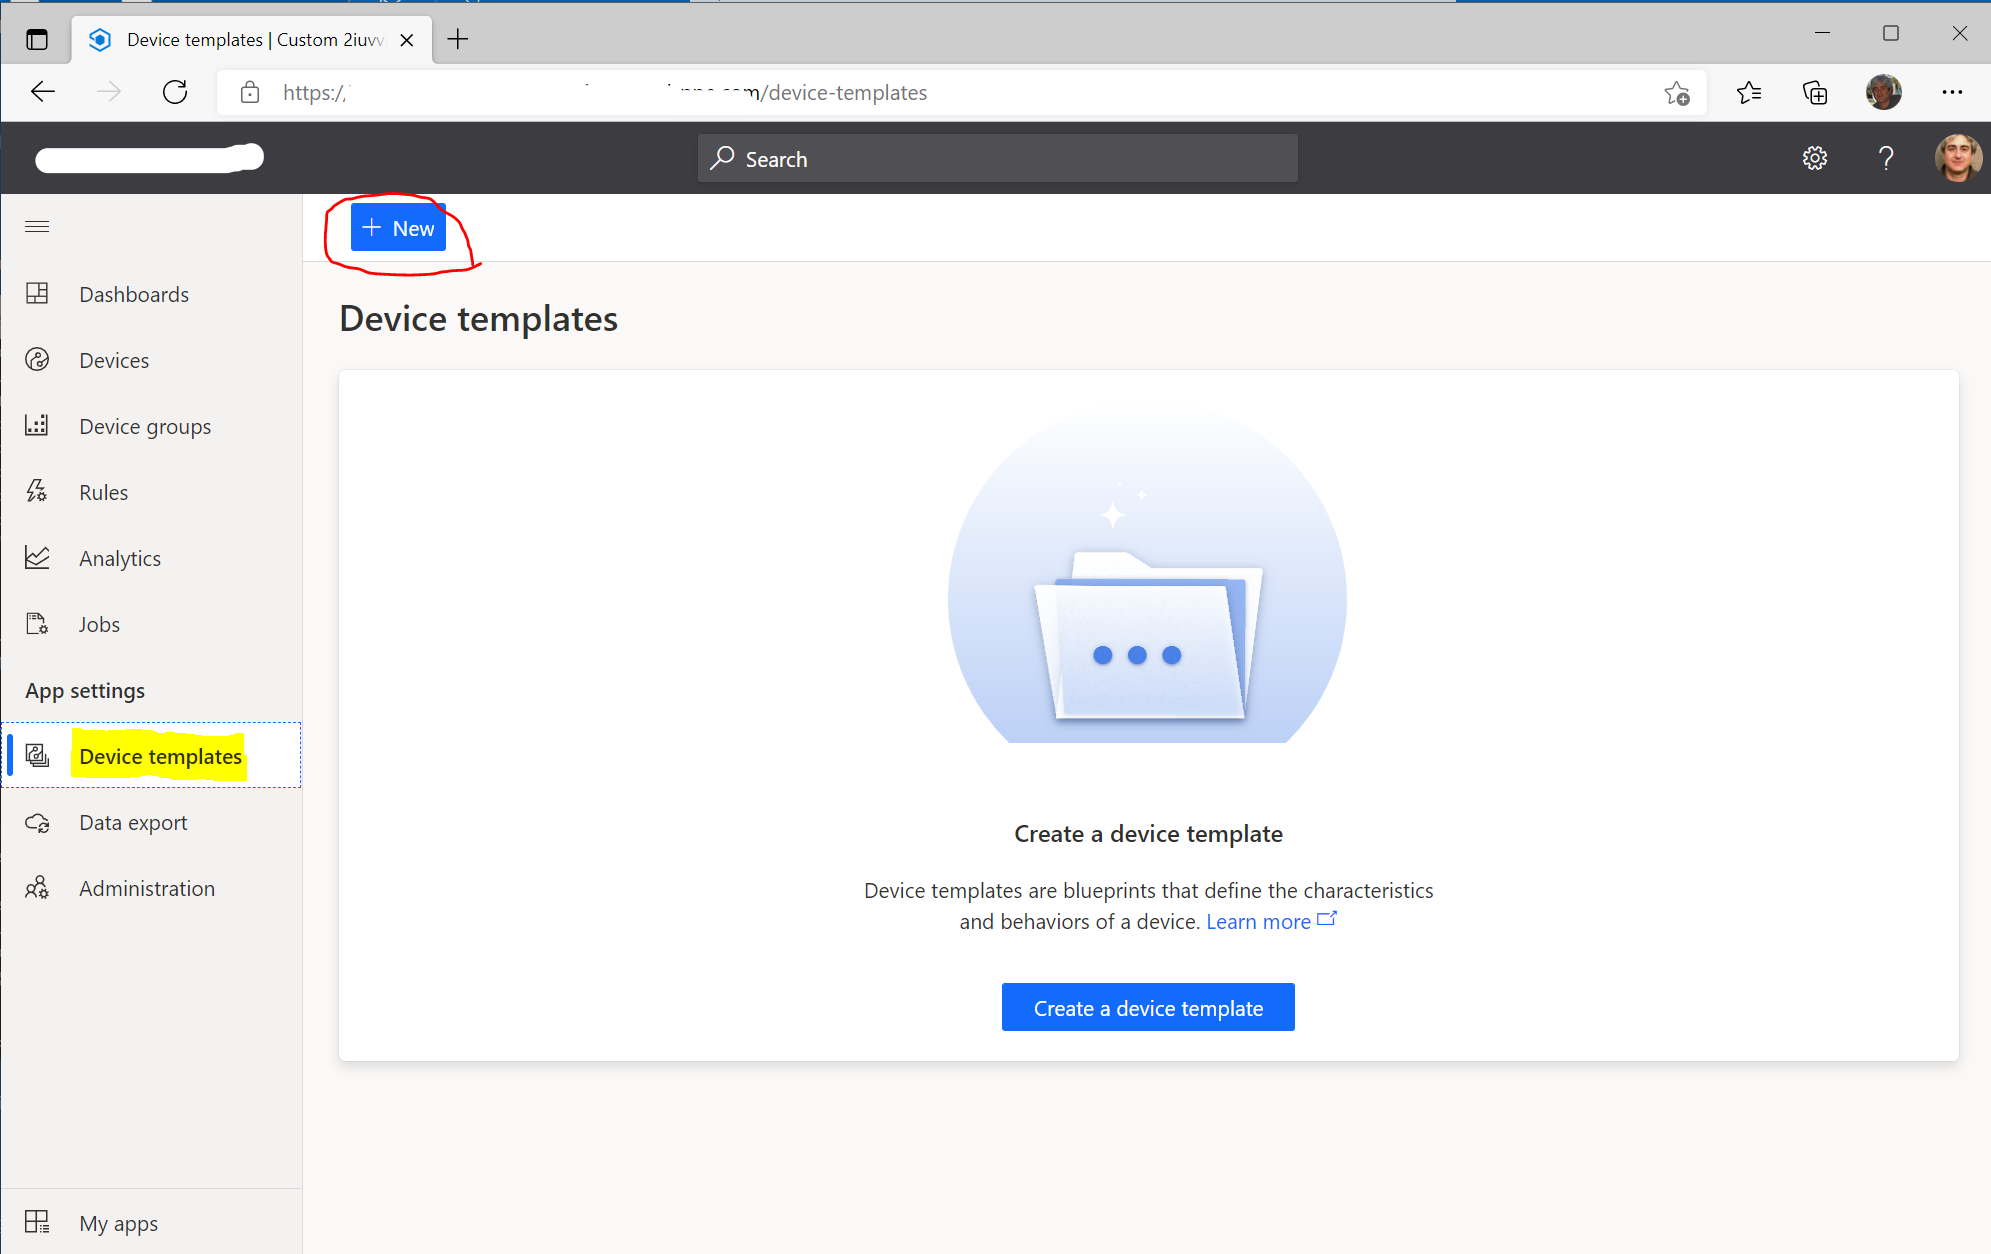 Device templates | Custom 2iuvv
https:/
.com/device-templates
Search
+ New
Dashboards
Devices
Device groups
Rules
Analytics
Jobs
App settings
Device templates
Data export
Administration
My apps
Device templates
Create a device template
Device templates are blueprints that define the characteristics
and behaviors of a device. Learn more
Create a device template